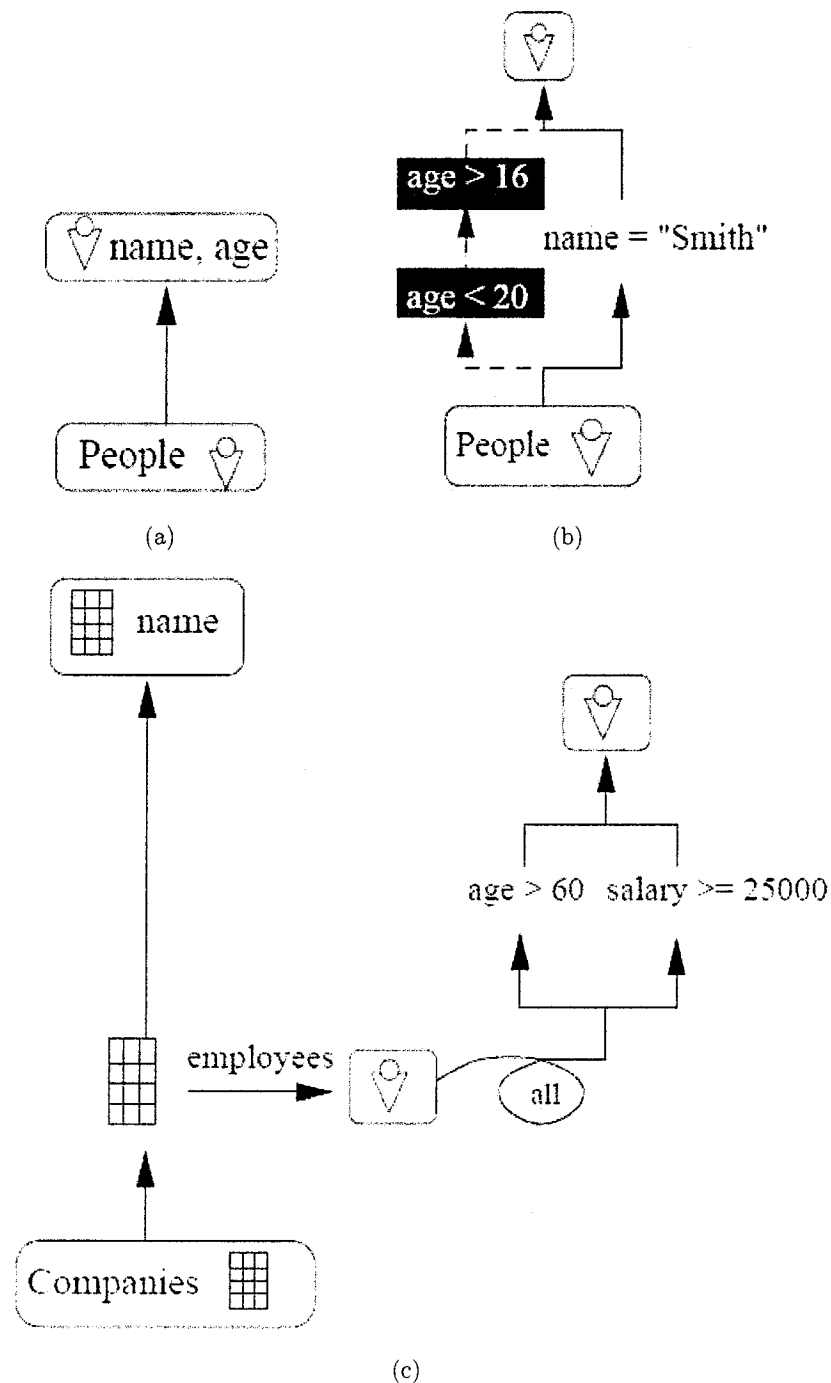 name, age
People
(a)
age > 16
name = "Smith"
age < 20
People
(b)
name
age > 60 salary >= 25000
employees
all
Companies
(c)